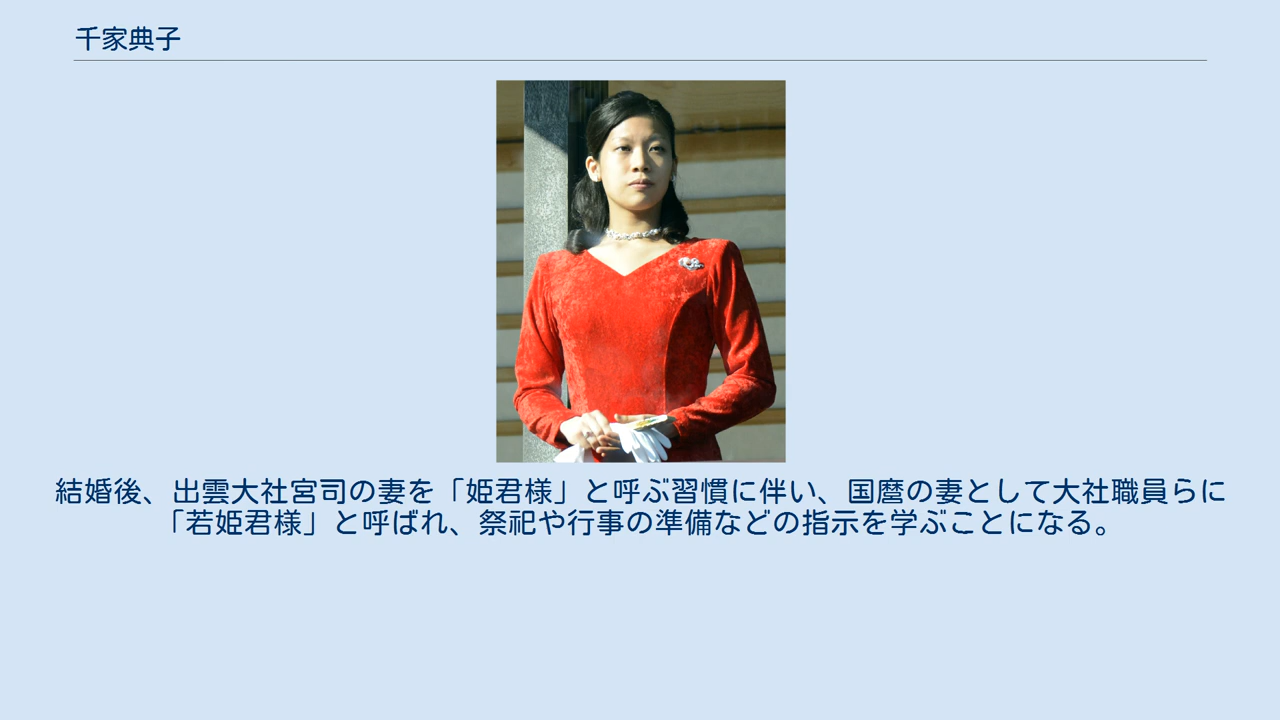 千家典子
結婚後、出雲大社宮司の妻を「姫君様」と呼ぶ習慣に伴い、国麿の妻として大社職員らに
「若姫君様」と呼ばれ、祭祀や行事の準備などの指示を学ぶことになる。